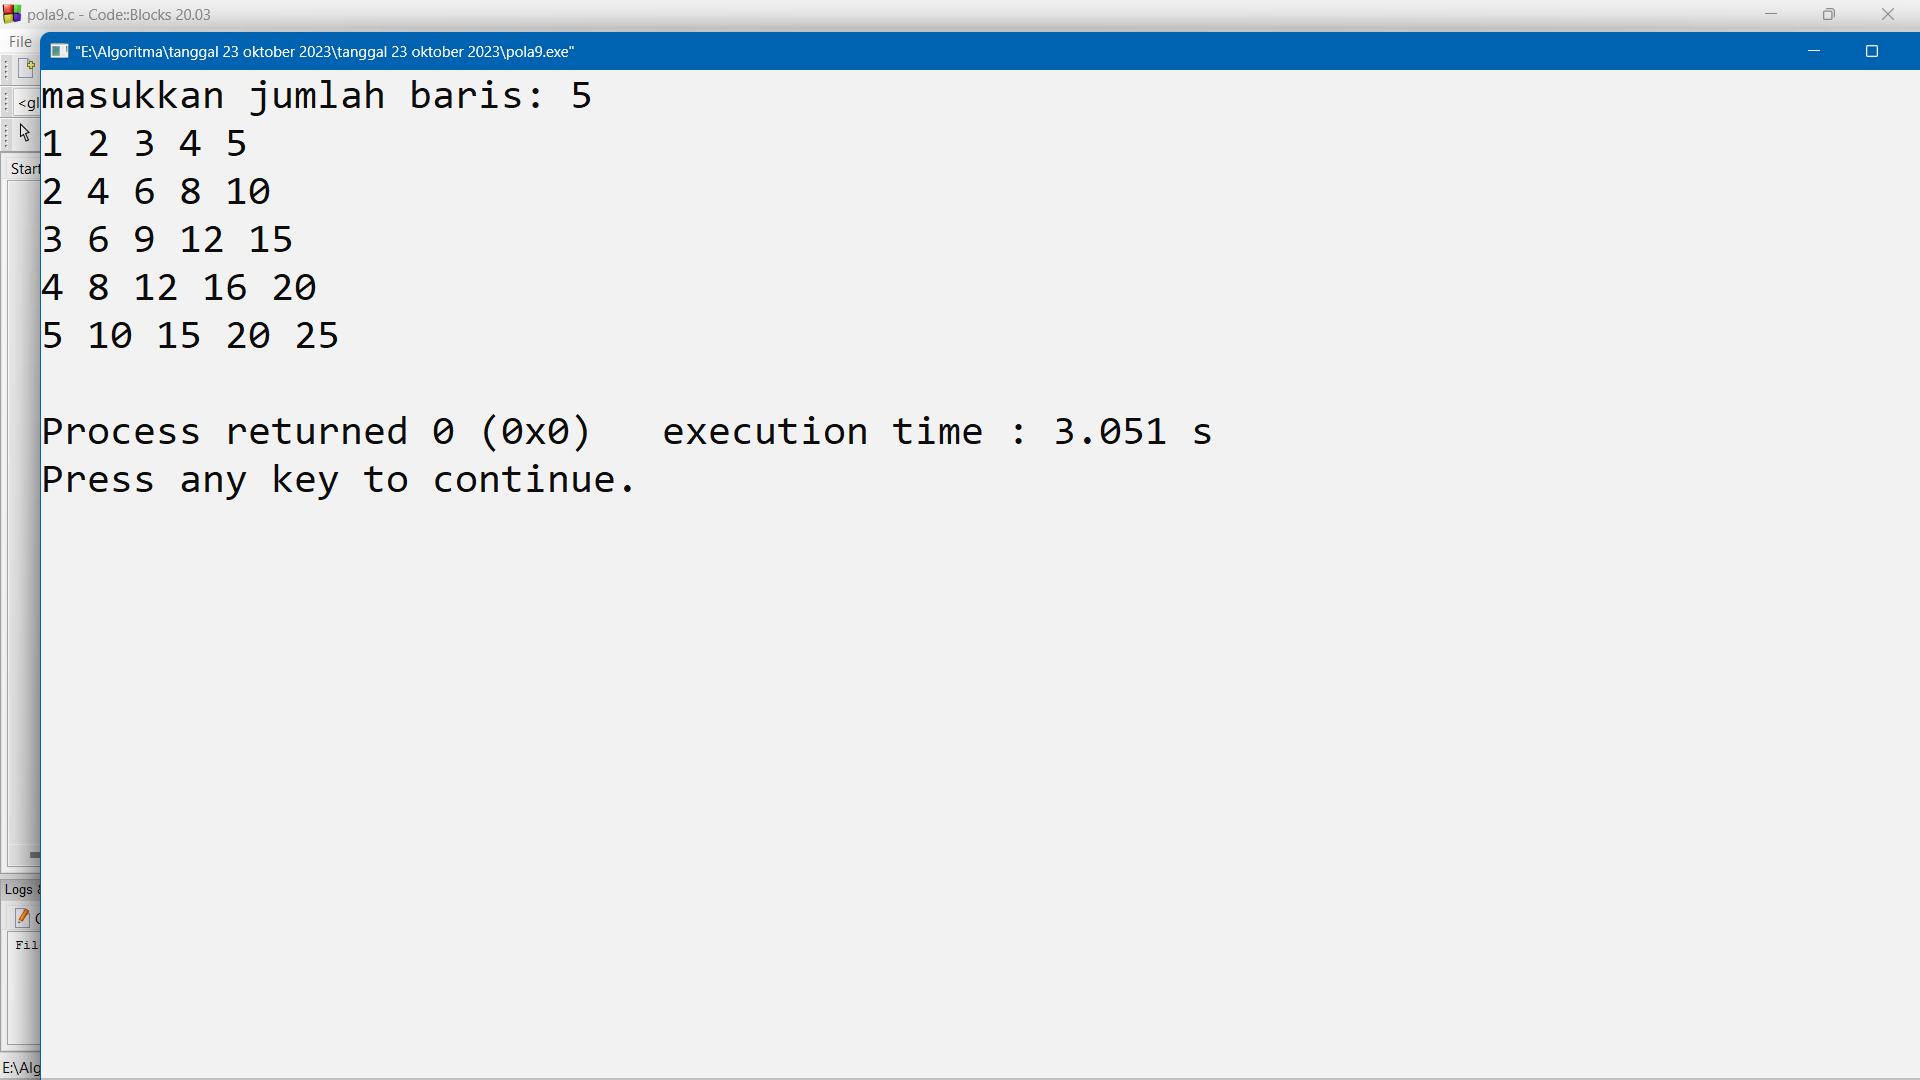 pola9.c - Code::Blocks 20.03
File
"E:\Algoritma\tanggal 23 oktober 2023\tanggal 23 oktober 2023\pola9.exe"
<gl
masukkan jumlah baris: 5
1 2 3 4 5
Start
2 4 6 8 10
3 6 9 12 15
4 8 12 16 20
5 10 15 20 25
Process returned 0 (0x0)   execution time : 3.051 s
Press any key to continue.
Logs &
Fil
E:\Alg